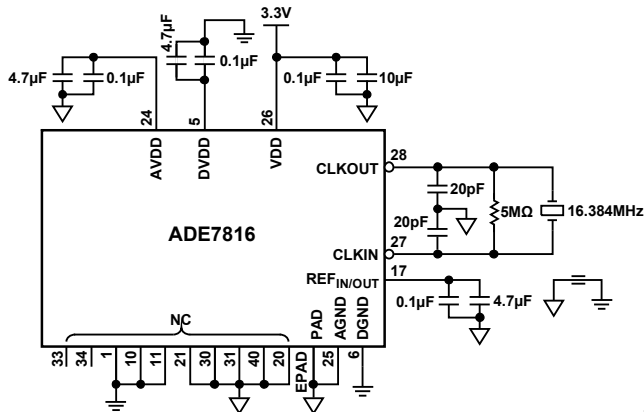 3.3V
4.7µF
0.1µF
4.7µF
0.1µF
0.1µF
10µF
24
5
26
AVDD
DVDD
VDD
CLKOUT
28
20pF
20pF
5MΩ
16.384MHz
ADE7816
CLKIN
27
REFIN/OUT
17
0.1µF
4.7µF
NC
PAD
AGND
DGND
33
34
1
10
11
21
30
31
40
20
EPAD
25
6